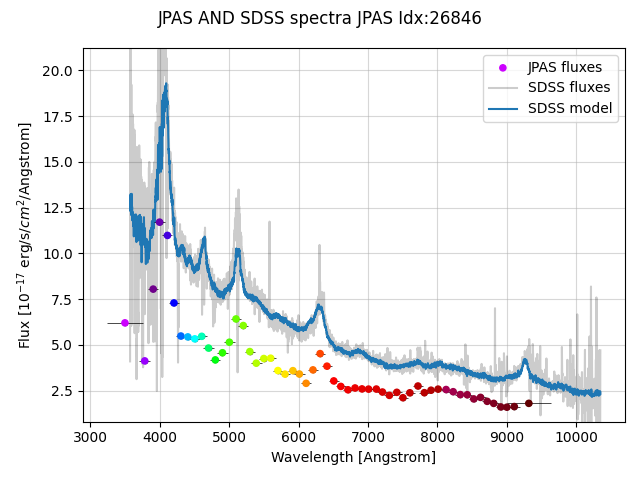 JPAS AND SDSS spectra JPAS Idx:26846
JPAS fluxes
SDSS fluxes
SDSS model
20.0
17.5
15.0
12.5
10.0
7.5
5.0
2.5
Flux [10⁻¹⁷ erg/s/cm²/Angstrom]
3000 4000 5000 6000 7000 8000 9000 10000
Wavelength [Angstrom]